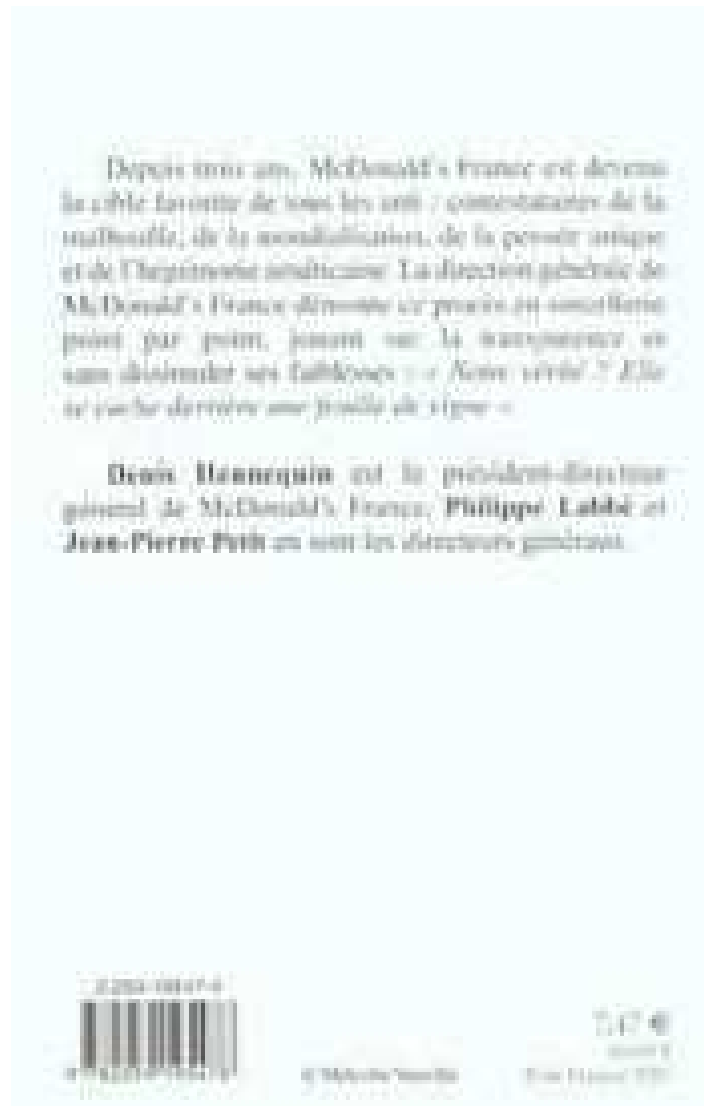 Depuis trois ans, McDonald's France est devenu
la cible favorite de tous les anti : contestataires de la
malbouffe, de la mondialisation, de la pensée unique
et de l'hégémonie américaine. La direction générale de
McDonald's France démonte ce procès en sorcellerie
point par point, jouant sur la transparence et
sans dissimuler ses faiblesses : « Notre vérité ? Elle
se cache derrière une feuille de vigne »
Denis Hennequin est le président-directeur
général de McDonald's France, Philippe Labbé et
Jean-Pierre Petit en sont les directeurs généraux.
7,47 €